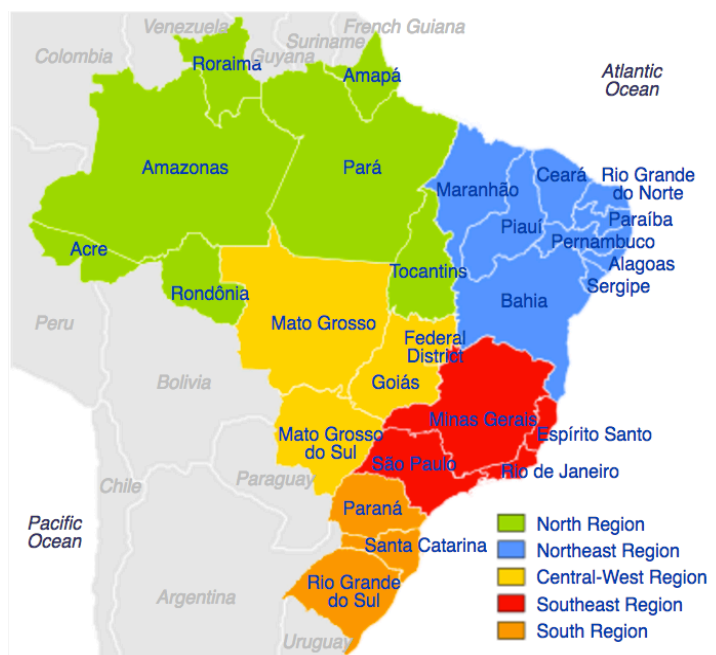 French Guiana
Venezuela
Suriname
Colombia
Guyana
Roraima
Amapá
Atlantic
Ocean
Amazonas
Pará
Ceará
Rio Grande
do Norte
Maranhão
Paraíba
Piauí
Pernambuco
Acre
Tocantins
Alagoas
Sergipe
Rondônia
Bahia
Peru
Mato Grosso
Federal
District
Bolivia
Goiás
Minas Gerais
Espírito Santo
Mato Grosso
do Sul
São Paulo
Rio de Janeiro
Paraguay
Chile
Paraná
Pacific
Ocean
North Region
Santa Catarina
Northeast Region
Central-West Region
Rio Grande
do Sul
Argentina
Southeast Region
South Region
Uruguay